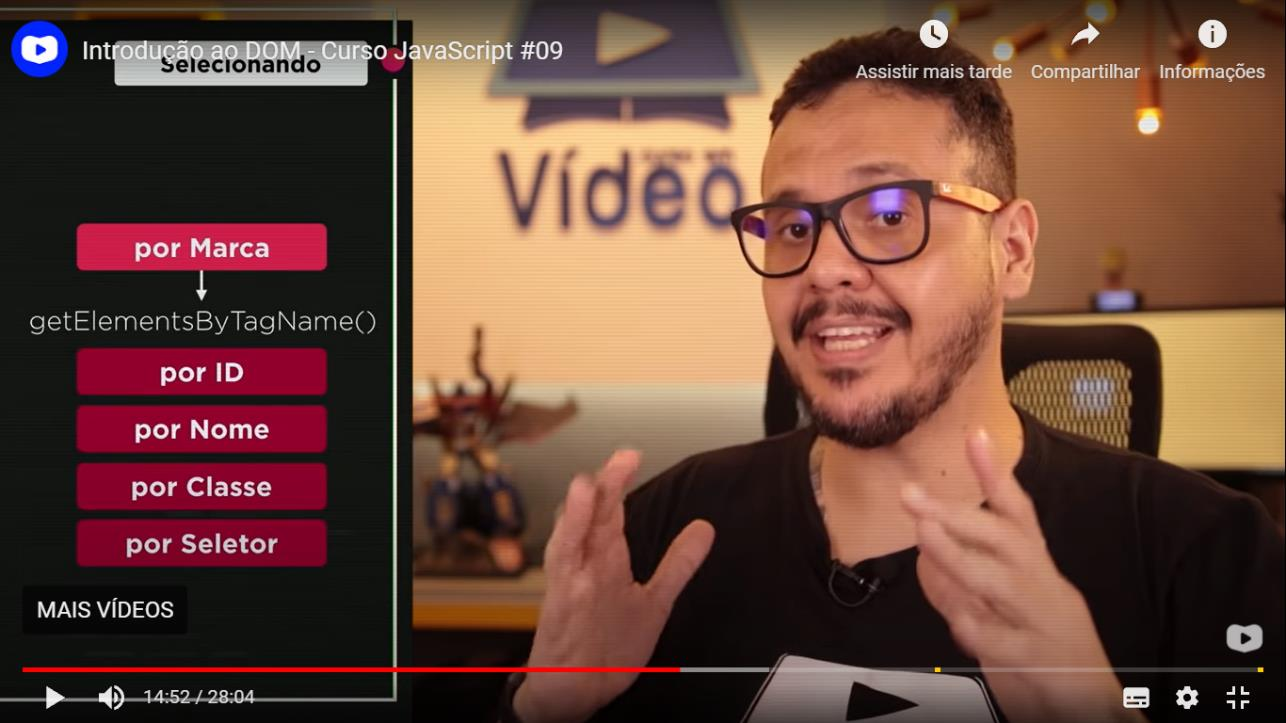 Introdução ao DOM - Curso JavaScript #09
Assistir mais tarde
Compartilhar
Informações
Selecionando
Vídeo
por Marca
getElementsByTagName()
por ID
por Nome
por Classe
por Seletor
MAIS VÍDEOS
14:52 / 28:04